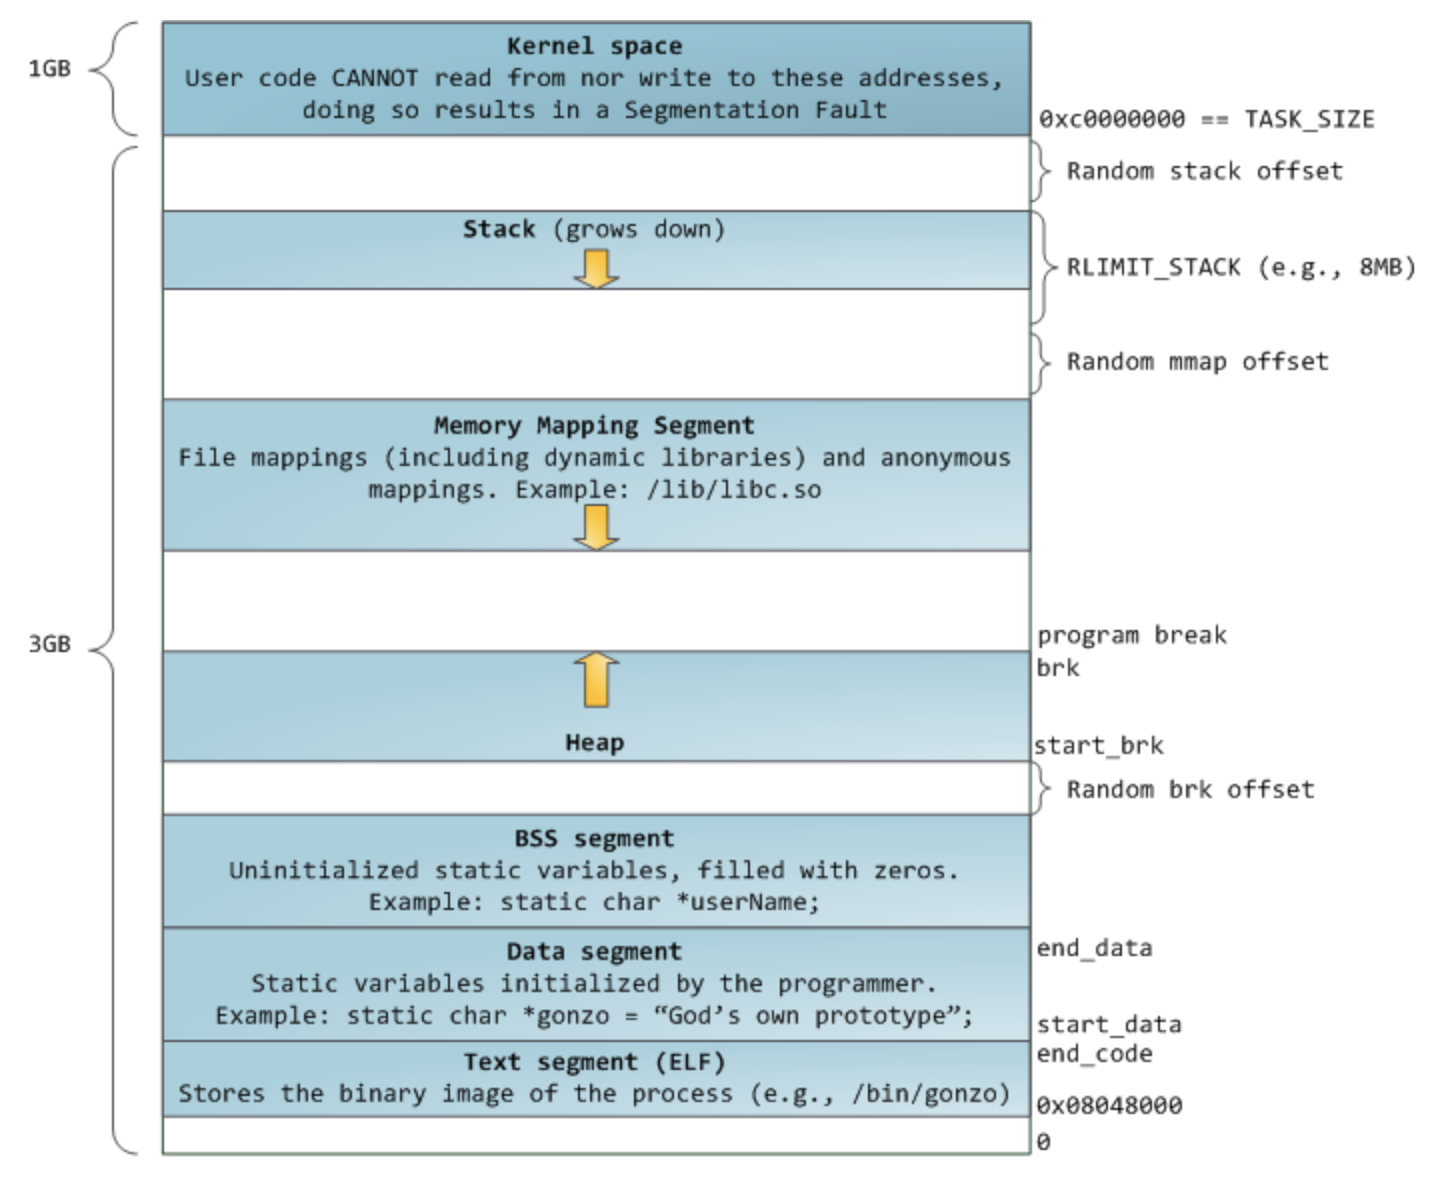 1GB
Kernel space
User code CANNOT read from nor write to these addresses,
doing so results in a Segmentation Fault
0xc0000000 == TASK_SIZE
Random stack offset
Stack (grows down)
RLIMIT_STACK (e.g., 8MB)
Random mmap offset
Memory Mapping Segment
File mappings (including dynamic libraries) and anonymous
mappings. Example: /lib/libc.so
3GB
program break
brk
Heap
start_brk
Random brk offset
BSS segment
Uninitialized static variables, filled with zeros.
Example: static char *userName;
Data segment
end_data
Static variables initialized by the programmer.
Example: static char *gonzo = “God’s own prototype”;
start_data
end_code
Text segment (ELF)
Stores the binary image of the process (e.g., /bin/gonzo)
0x08048000
0